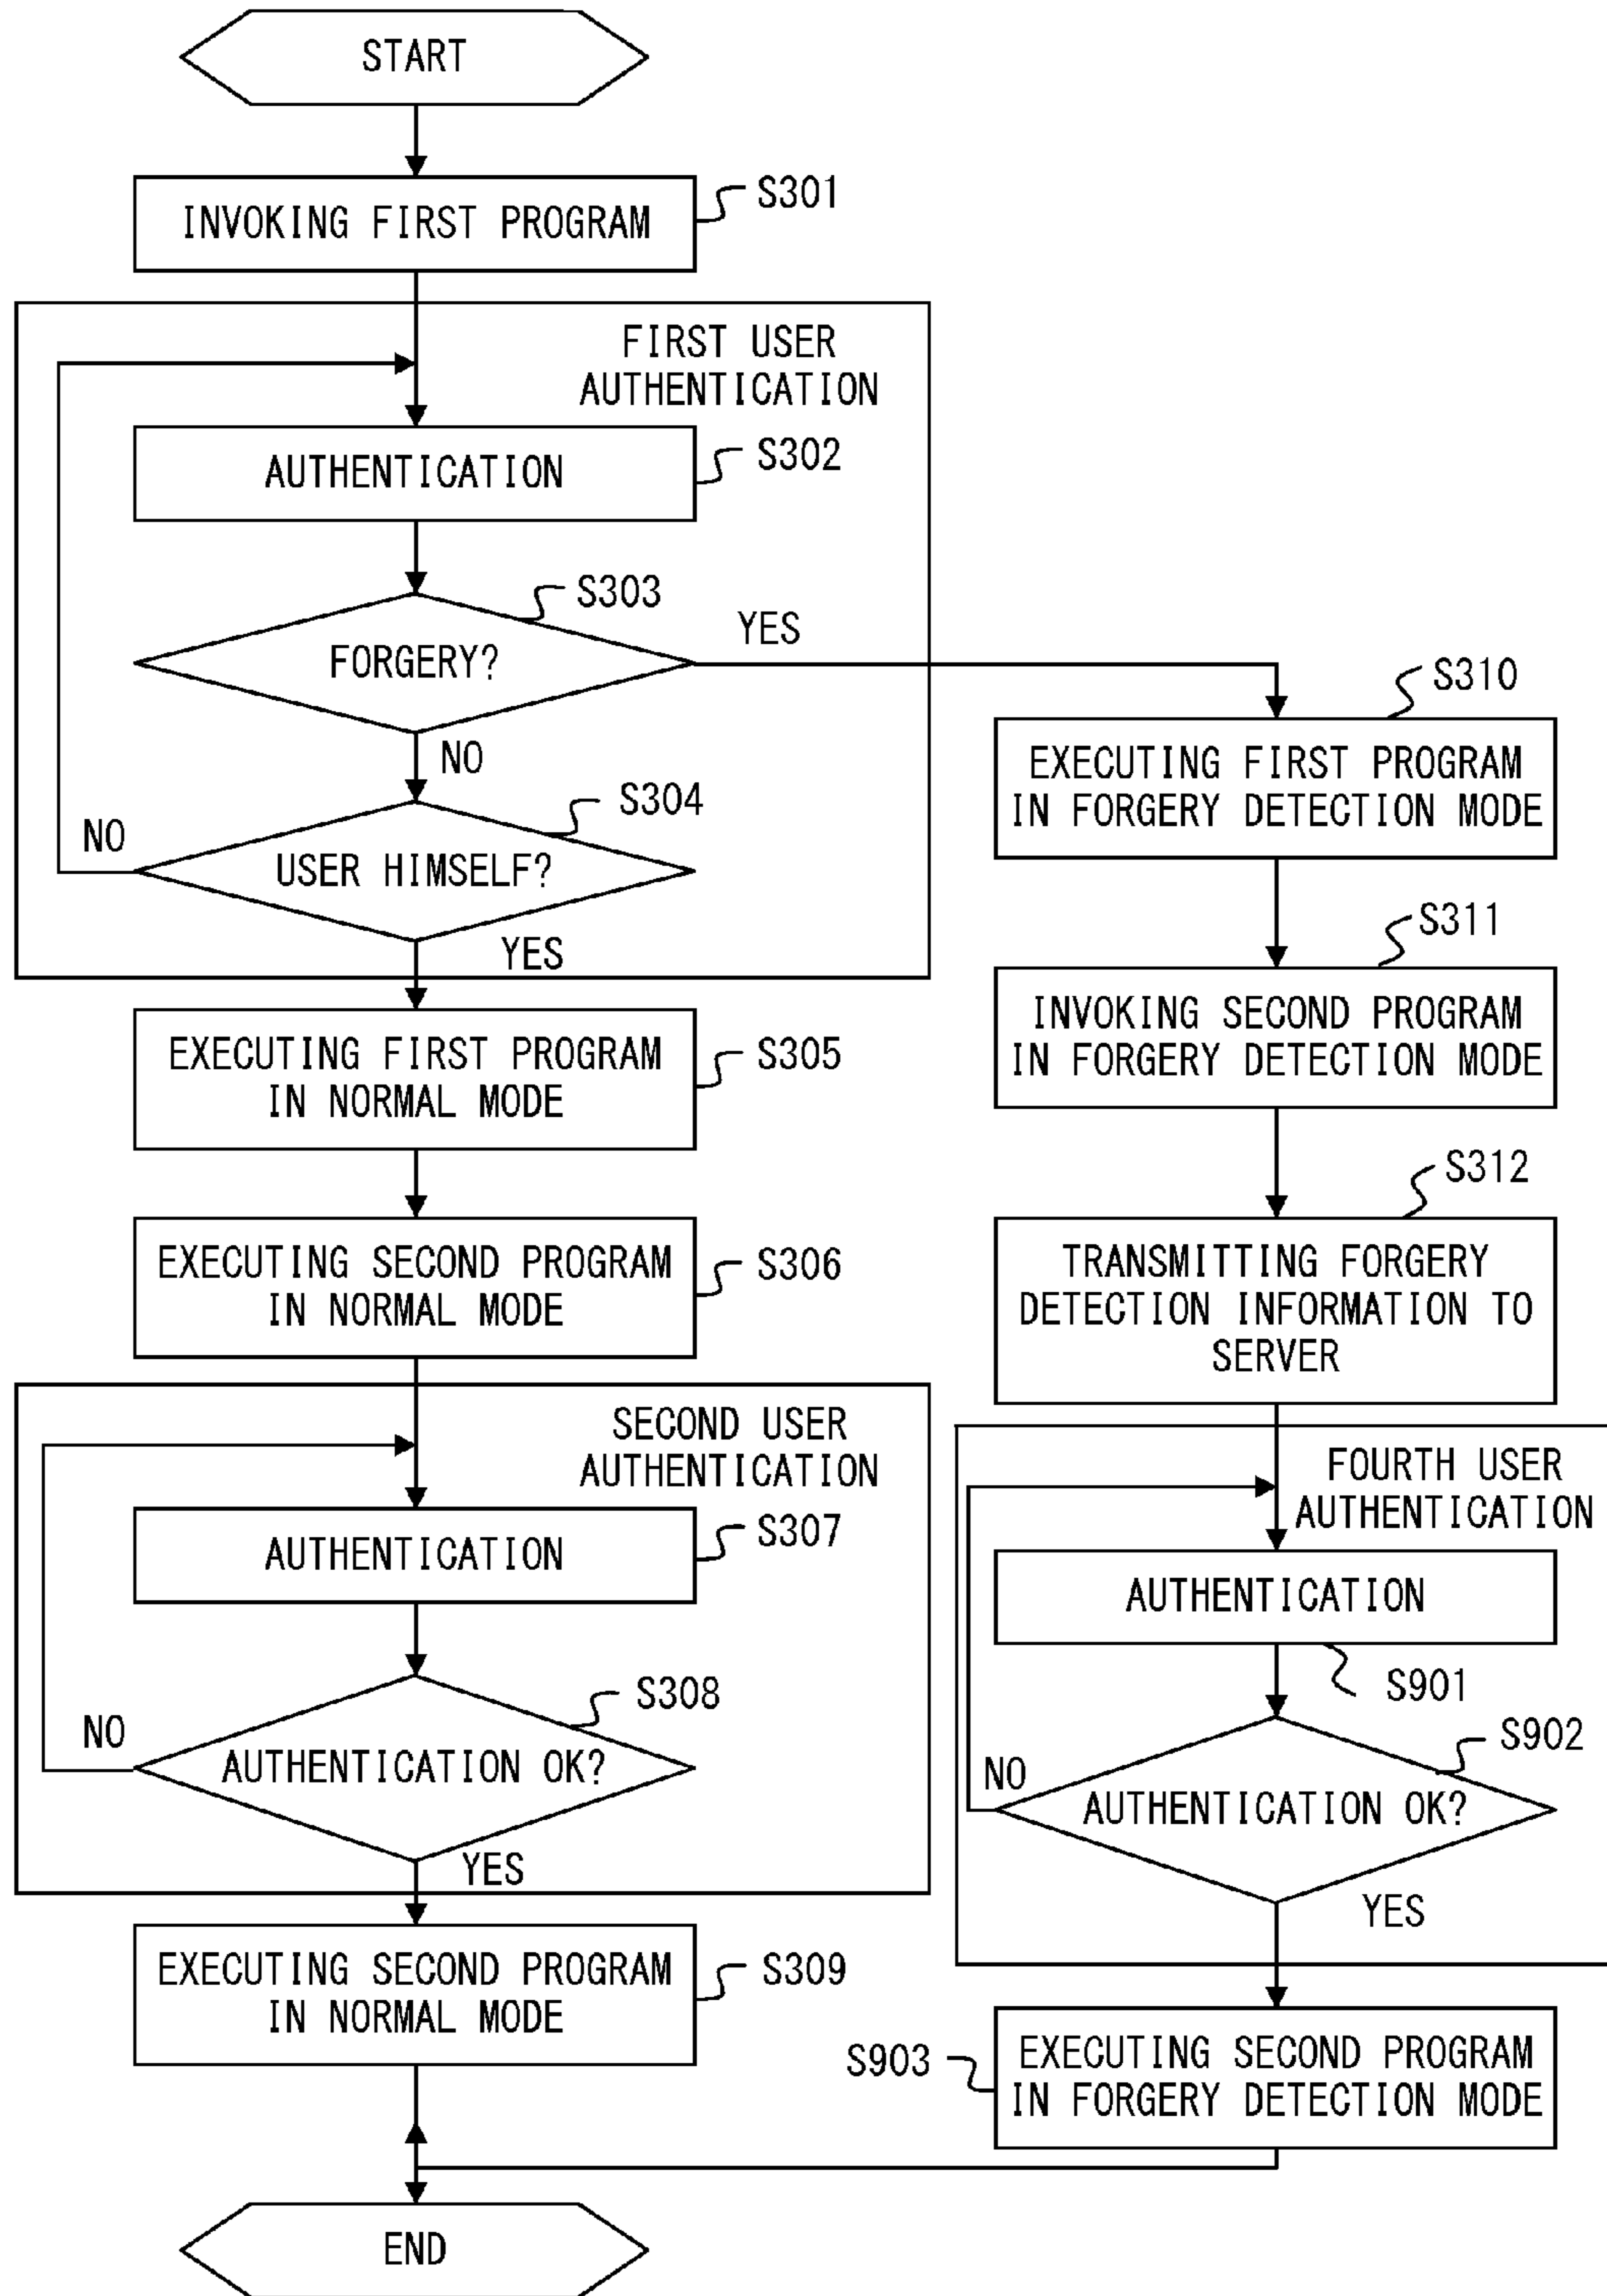 START
INVOKING FIRST PROGRAM
S301
FIRST USER
AUTHENTICATION
AUTHENTICATION
S302
S303
FORGERY?
YES
NO
S304
USER HIMSELF?
NO
YES
EXECUTING FIRST PROGRAM
IN NORMAL MODE
S305
EXECUTING SECOND PROGRAM
IN NORMAL MODE
S306
SECOND USER
AUTHENTICATION
AUTHENTICATION
S307
S308
AUTHENTICATION OK?
NO
YES
EXECUTING SECOND PROGRAM
IN NORMAL MODE
S309
S310
EXECUTING FIRST PROGRAM
IN FORGERY DETECTION MODE
S311
INVOKING SECOND PROGRAM
IN FORGERY DETECTION MODE
S312
TRANSMITTING FORGERY
DETECTION INFORMATION TO
SERVER
FOURTH USER
AUTHENTICATION
AUTHENTICATION
S901
S902
AUTHENTICATION OK?
NO
YES
S903
EXECUTING SECOND PROGRAM
IN FORGERY DETECTION MODE
END